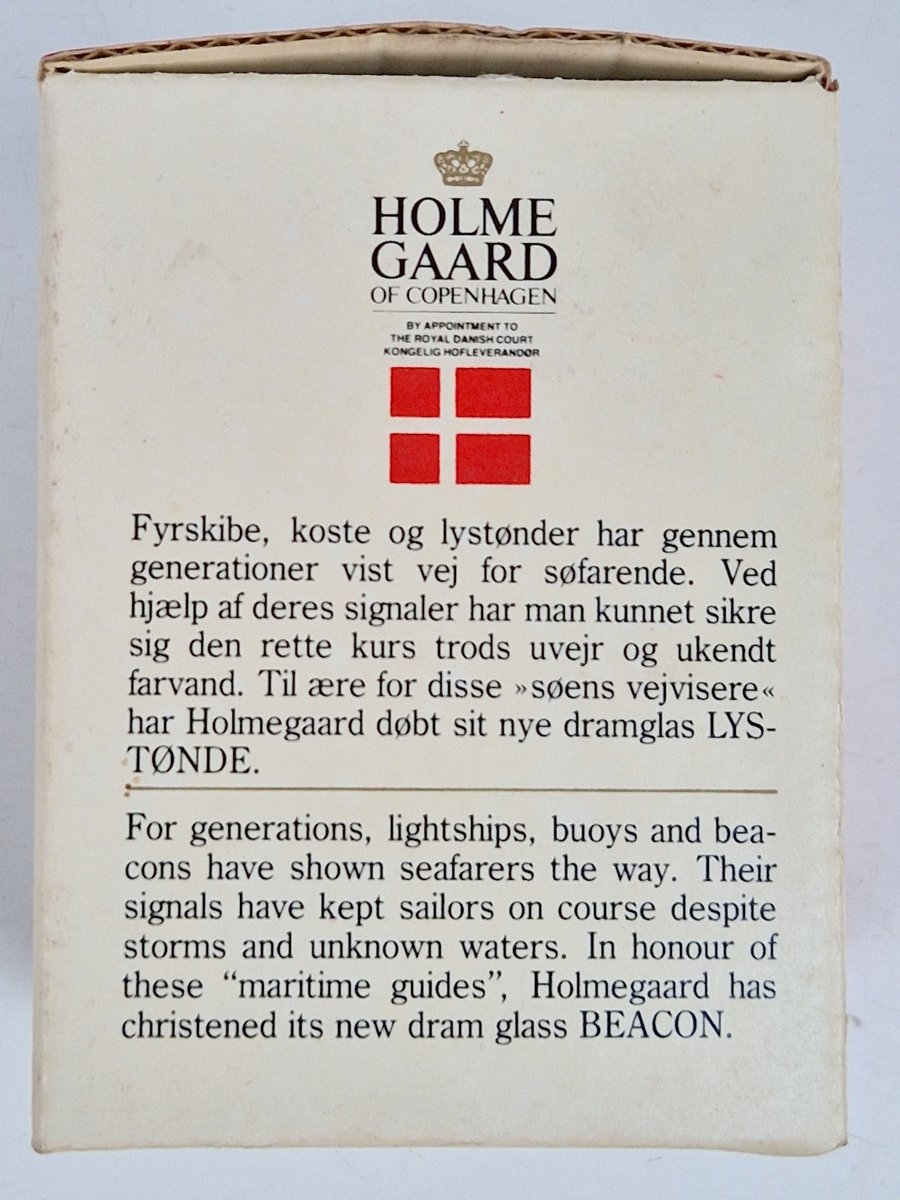 HOLME
GAARD
OF COPENHAGEN
BY APPOINTMENT TO
THE ROYAL DANISH COURT
KONGELIG HOFLEVERANDØR
Fyrskibe, koste og lystønder har gennem
generationer vist vej for søfarende. Ved
hjælp af deres signaler har man kunnet sikre
sig den rette kurs trods uvejr og ukendt
farvand. Til ære for disse »søens vejvisere«
har Holmegaard døbt sit nye dramglas LYS-
TØNDE.
For generations, lightships, buoys and bea-
cons have shown seafarers the way. Their
signals have kept sailors on course despite
storms and unknown waters. In honour of
these “maritime guides”, Holmegaard has
christened its new dram glass BEACON.